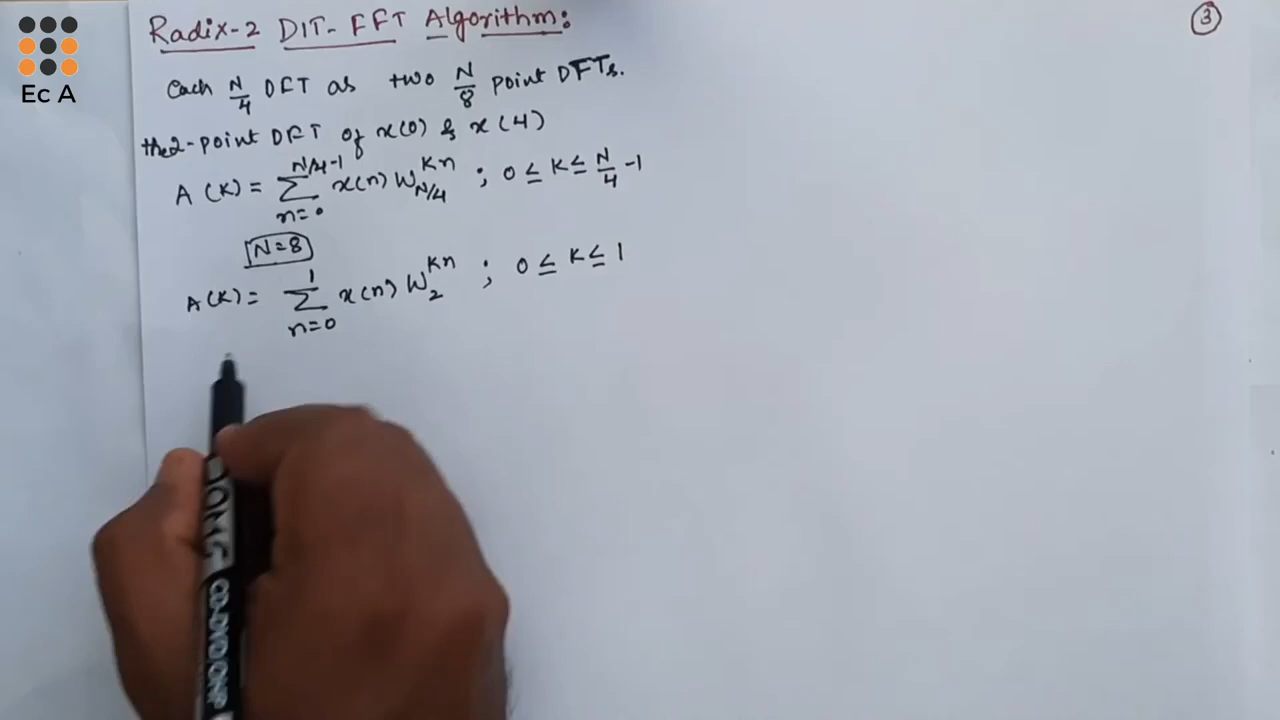 Radix-2 DIT-FFT Algorithm:
3
Ec A
Each N/4 DFT as two N/8 point DFTs.
the 2-point DFT of x(0) & x(4)
A(K) = ∑_{n=0}^{N/4-1} x(n) W_{N/4}^{Kn} ; 0 ≤ K ≤ N/4 -1
N=8
A(K) = ∑_{n=0}^{1} x(n) W_2^{Kn} ; 0 ≤ K ≤ 1